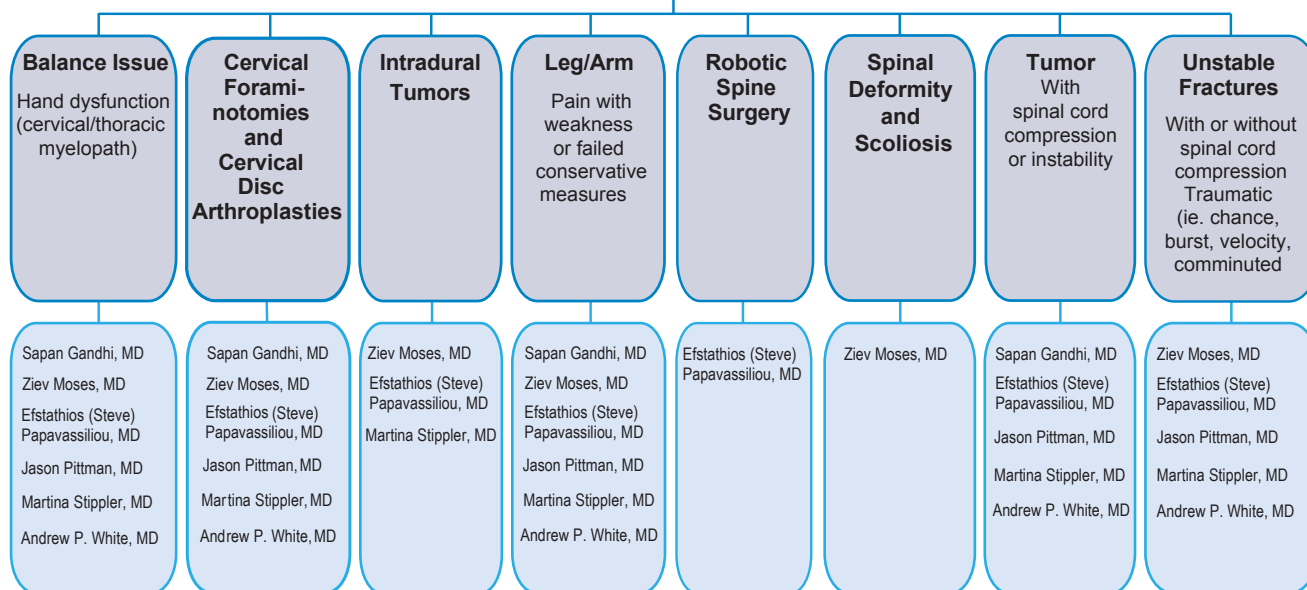 Balance Issue
Hand dysfunction
(cervical/thoracic
myelopath)
Cervical
Forami-
notomies
and
Cervical
Disc
Arthroplasties
Intradural
Tumors
Leg/Arm
Pain with
weakness
or failed
conservative
measures
Robotic
Spine
Surgery
Spinal
Deformity
and
Scoliosis
Tumor
With
spinal cord
compression
or instability
Unstable
Fractures
With or without
spinal cord
compression
Traumatic
(ie. chance,
burst, velocity,
comminuted
Sapan Gandhi, MD
Ziev Moses, MD
Efstathios (Steve)
Papavassiliou, MD
Jason Pittman, MD
Martina Stippler, MD
Andrew P. White, MD
Sapan Gandhi, MD
Ziev Moses, MD
Efstathios (Steve)
Papavassiliou, MD
Jason Pittman, MD
Martina Stippler, MD
Andrew P. White, MD
Ziev Moses, MD
Efstathios (Steve)
Papavassiliou, MD
Martina Stippler, MD
Sapan Gandhi, MD
Ziev Moses, MD
Efstathios (Steve)
Papavassiliou, MD
Jason Pittman, MD
Martina Stippler, MD
Andrew P. White, MD
Efstathios (Steve)
Papavassiliou, MD
Ziev Moses, MD
Sapan Gandhi, MD
Efstathios (Steve)
Papavassiliou, MD
Jason Pittman, MD
Martina Stippler, MD
Andrew P. White, MD
Ziev Moses, MD
Efstathios (Steve)
Papavassiliou, MD
Jason Pittman, MD
Martina Stippler, MD
Andrew P. White, MD